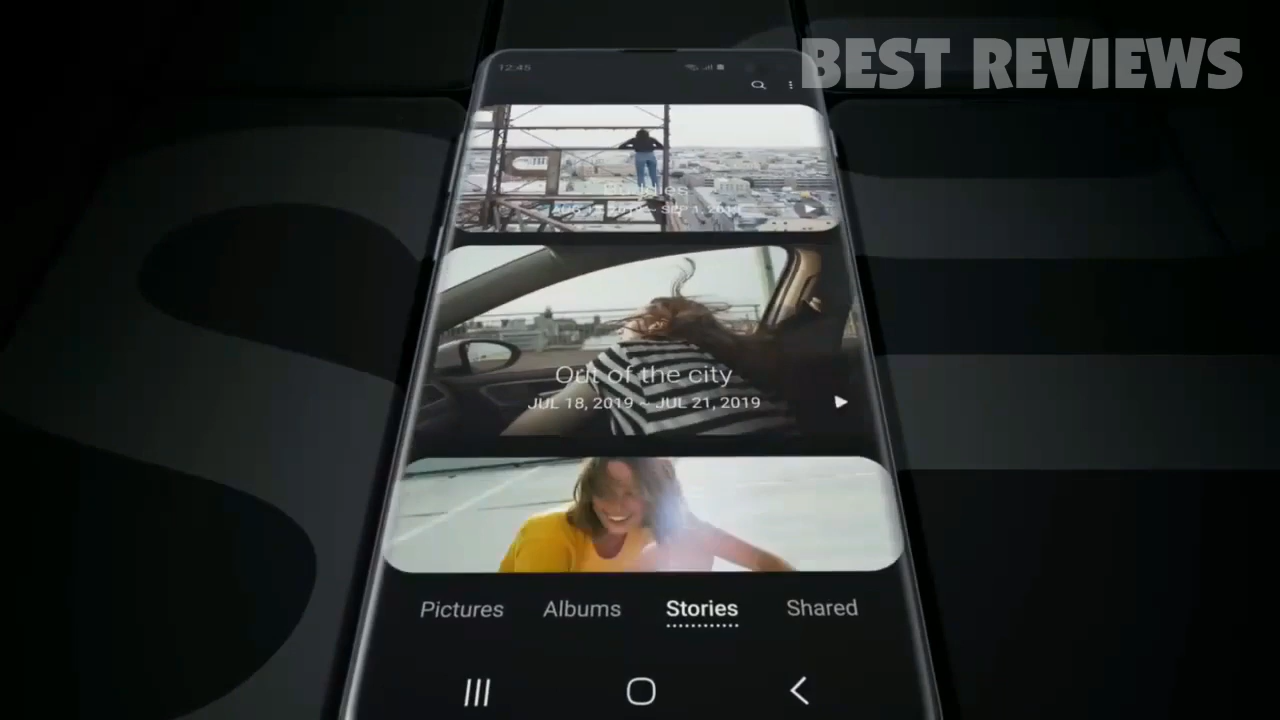 BEST REVIEWS
12:45
Out of the city
JUL 18, 2019 ~ JUL 21, 2019
Pictures Albums Stories Shared